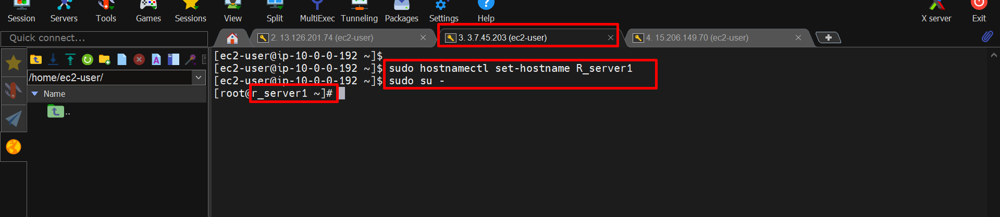 Session Servers Tools Games Sessions View Split MultiExec Tunneling Packages Settings Help X server Exit
Quick connect...
2. 13.126.201.74 (ec2-user)
3. 3.7.45.203 (ec2-user)
4. 15.206.149.70 (ec2-user)
/home/ec2-user/
Name
..
[ec2-user@ip-10-0-0-192 ~]$
[ec2-user@ip-10-0-0-192 ~]$ sudo hostnamectl set-hostname R_server1
[ec2-user@ip-10-0-0-192 ~]$ sudo su -
[root@r_server1 ~]#